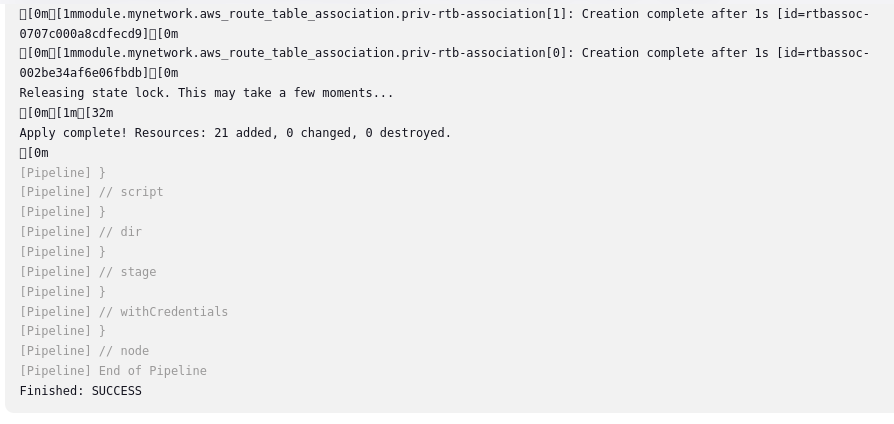 □[0m□[1mmodule.mynetwork.aws_route_table_association.priv-rtb-association[1]: Creation complete after 1s [id=rtbassoc-
0707c000a8cdfecd9]□[0m
□[0m□[1mmodule.mynetwork.aws_route_table_association.priv-rtb-association[0]: Creation complete after 1s [id=rtbassoc-
002be34af6e06fbdb]□[0m
Releasing state lock. This may take a few moments...
□[0m□[1m□[32m
Apply complete! Resources: 21 added, 0 changed, 0 destroyed.
□[0m
[Pipeline] }
[Pipeline] // script
[Pipeline] }
[Pipeline] // dir
[Pipeline] }
[Pipeline] // stage
[Pipeline] }
[Pipeline] // withCredentials
[Pipeline] }
[Pipeline] // node
[Pipeline] End of Pipeline
Finished: SUCCESS